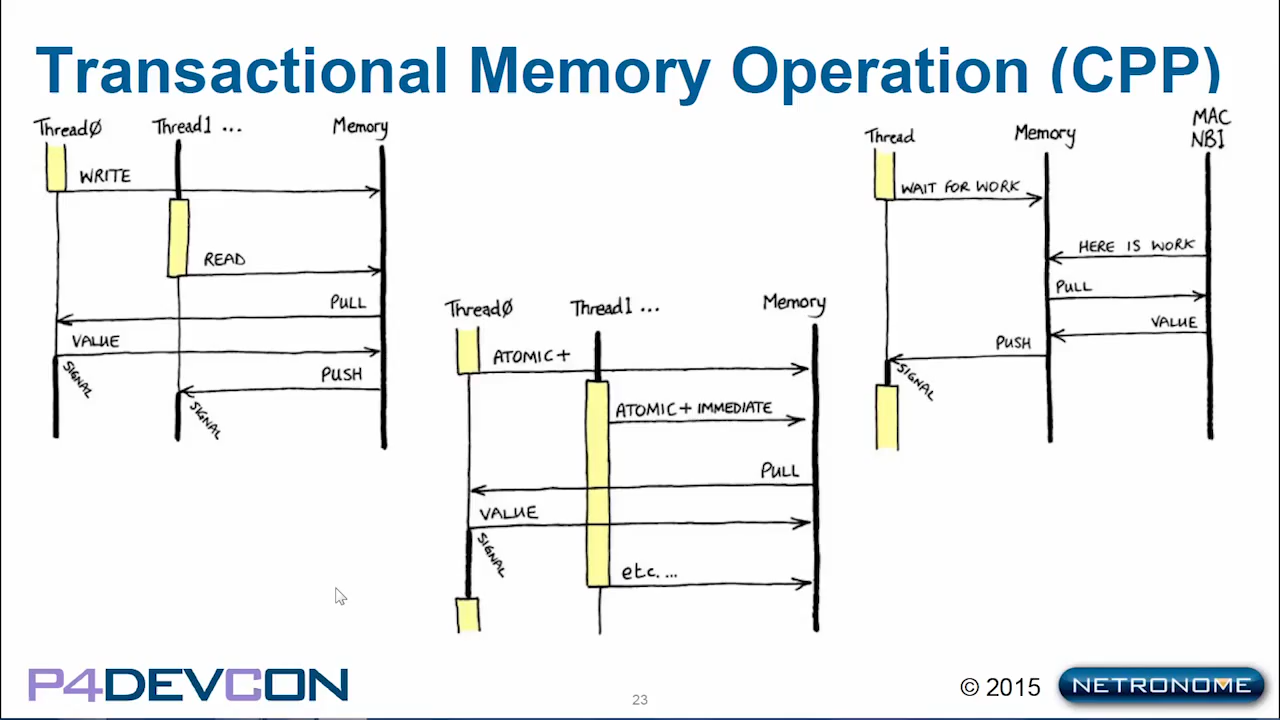 Transactional Memory Operation (CPP)
Thread0 Thread1 ... Memory
WRITE
READ
PULL
VALUE
SIGNAL
PUSH
SIGNAL
Thread0 Thread1 ... Memory
ATOMIC +
ATOMIC + IMMEDIATE
PULL
VALUE
SIGNAL
etc. ...
Thread Memory MAC
NBI
WAIT FOR WORK
HERE IS WORK
PULL
VALUE
PUSH
SIGNAL
P4DEVCON
23
© 2015 NETRONOME